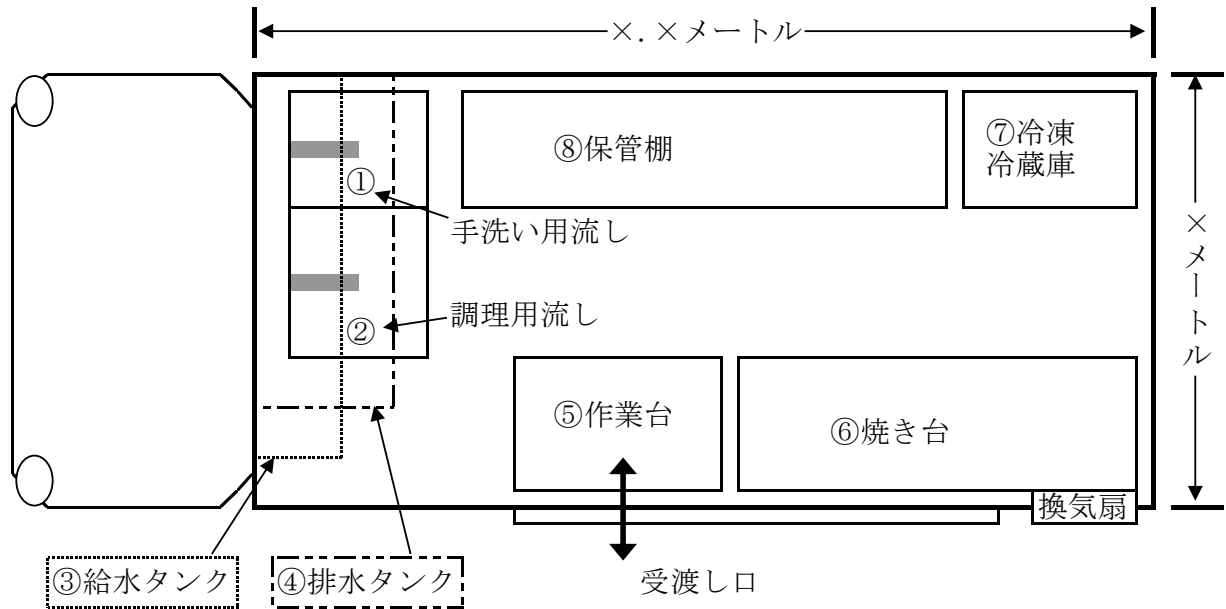 ×.×メートル
⑧保管棚
⑦冷凍
冷蔵庫
①
手洗い用流し
×メートル
②
調理用流し
⑤作業台
⑥焼き台
換気扇
③給水タンク
④排水タンク
受渡し口